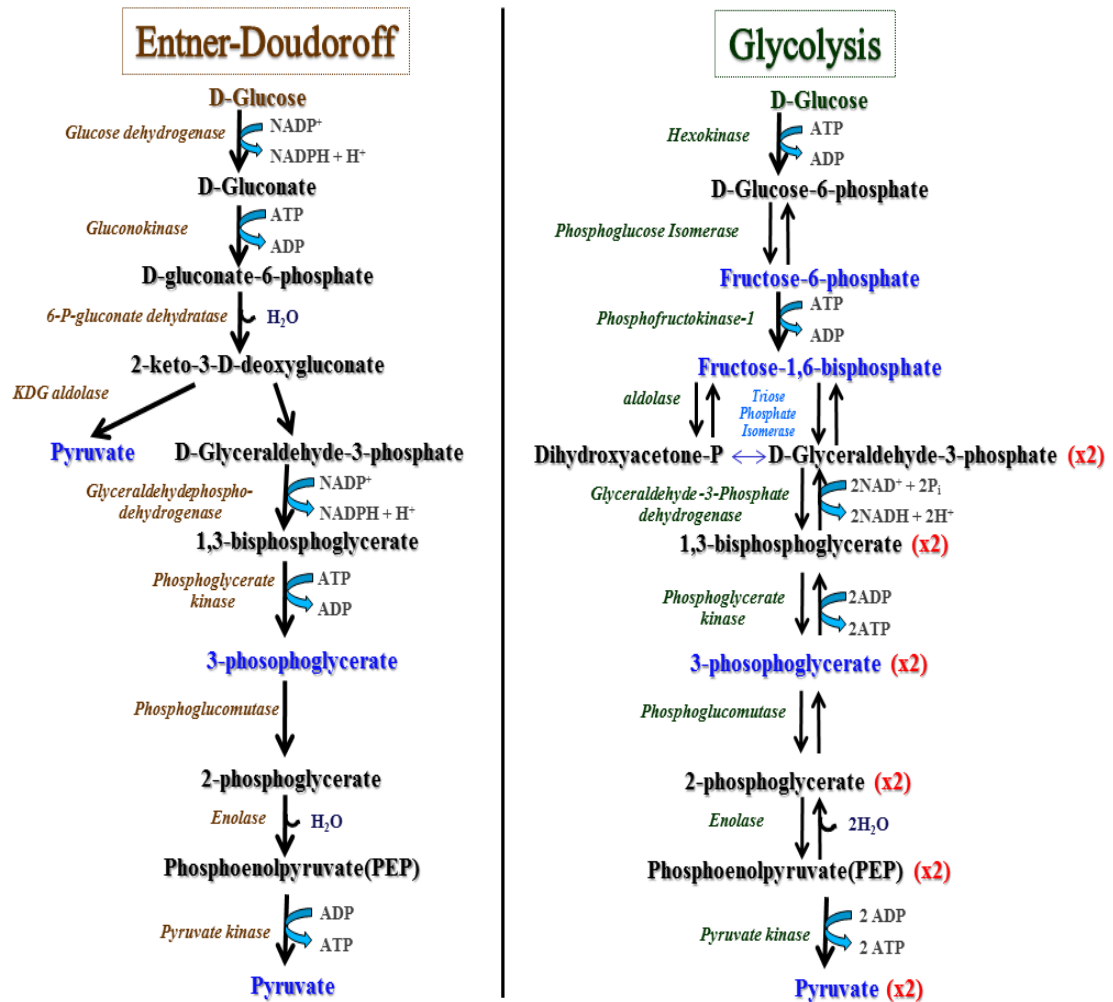 Entner-Doudoroff
D-Glucose
Glucose dehydrogenase
NADP⁺
NADPH + H⁺
D-Gluconate
Gluconokinase
ATP
ADP
D-gluconate-6-phosphate
6-P-gluconate dehydratase
H₂O
2-keto-3-D-deoxygluconate
KDG aldolase
Pyruvate
D-Glyceraldehyde-3-phosphate
Glyceraldehydephospho-
dehydrogenase
NADP⁺
NADPH + H⁺
1,3-bisphosphoglycerate
Phosphoglycerate
kinase
ATP
ADP
3-phosophoglycerate
Phosphoglucomutase
2-phosphoglycerate
Enolase
H₂O
Phosphoenolpyruvate(PEP)
Pyruvate kinase
ADP
ATP
Pyruvate
Glycolysis
D-Glucose
Hexokinase
ATP
ADP
D-Glucose-6-phosphate
Phosphoglucose Isomerase
Fructose-6-phosphate
Phosphofructokinase-1
ATP
ADP
Fructose-1,6-bisphosphate
aldolase
Triose
Phosphate
Isomerase
Dihydroxyacetone-P
D-Glyceraldehyde-3-phosphate (x2)
Glyceraldehyde-3-Phosphate
dehydrogenase
2NAD⁺ + 2Pᵢ
2NADH + 2H⁺
1,3-bisphosphoglycerate (x2)
Phosphoglycerate
kinase
2ADP
2ATP
3-phosophoglycerate (x2)
Phosphoglucomutase
2-phosphoglycerate (x2)
Enolase
2H₂O
Phosphoenolpyruvate(PEP) (x2)
Pyruvate kinase
2 ADP
2 ATP
Pyruvate (x2)